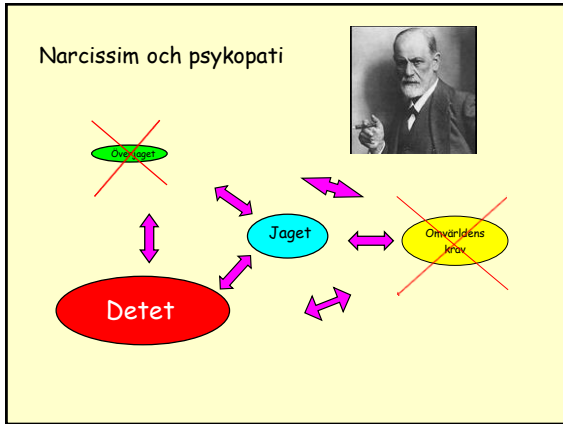 Narcissim och psykopati
Överjaget
Jaget
Omvärldens
krav
Detet